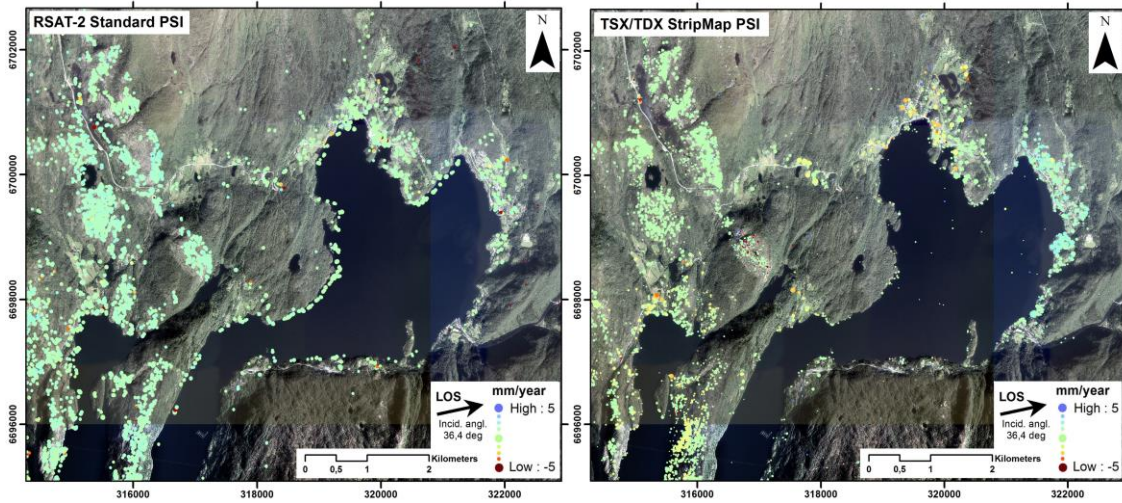 RSAT-2 Standard PSI
N
6702000
6700000
6698000
6696000
LOS
Incid. angl.
36,4 deg
mm/year
High : 5
Low : -5
0 0,5 1 2
Kilometers
316000 318000 320000 322000
TSX/TDX StripMap PSI
N
6702000
6700000
6698000
6696000
LOS
Incid. angl.
36,4 deg
mm/year
High : 5
Low : -5
0 0,5 1 2
Kilometers
316000 318000 320000 322000